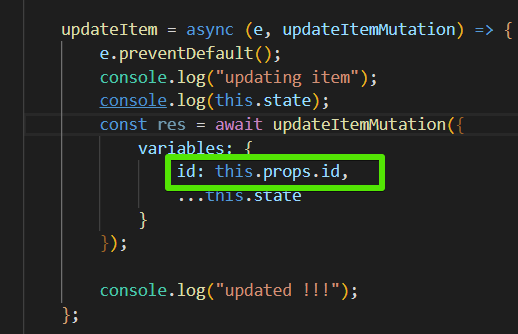 updateItem = async (e, updateItemMutation) => {
e.preventDefault();
console.log("updating item");
console.log(this.state);
const res = await updateItemMutation({
variables: {
id: this.props.id,
...this.state
}
});
console.log("updated !!!");
};